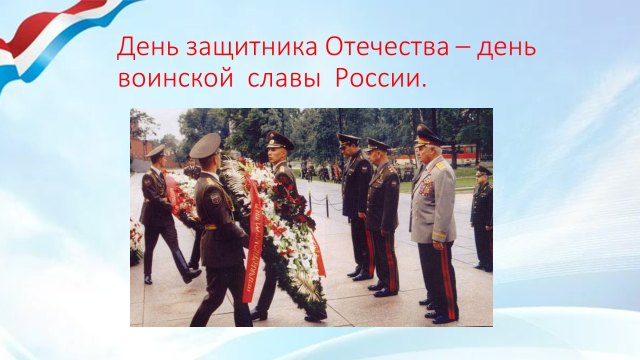 День защитника Отечества – день
воинской  славы  России.